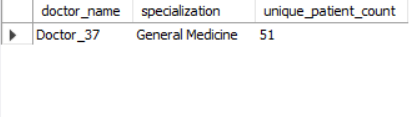 doctor_name specialization unique_patient_count
Doctor_37 General Medicine 51